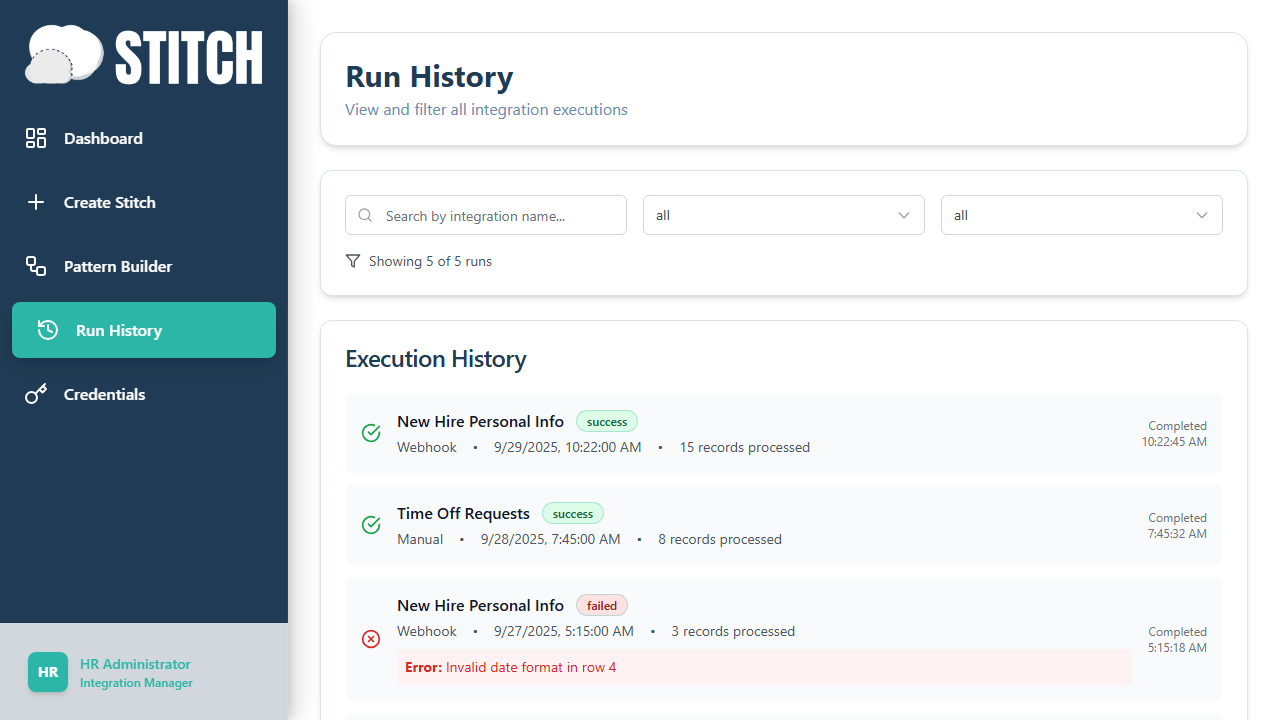 STITCH
Dashboard
Create Stitch
Pattern Builder
Run History
Credentials
HR
HR Administrator
Integration Manager
Run History
View and filter all integration executions
Search by integration name...
all
all
Showing 5 of 5 runs
Execution History
New Hire Personal Info
success
Webhook • 9/29/2025, 10:22:00 AM • 15 records processed
Completed
10:22:45 AM
Time Off Requests
success
Manual • 9/28/2025, 7:45:00 AM • 8 records processed
Completed
7:45:32 AM
New Hire Personal Info
failed
Webhook • 9/27/2025, 5:15:00 AM • 3 records processed
Error: Invalid date format in row 4
Completed
5:15:18 AM